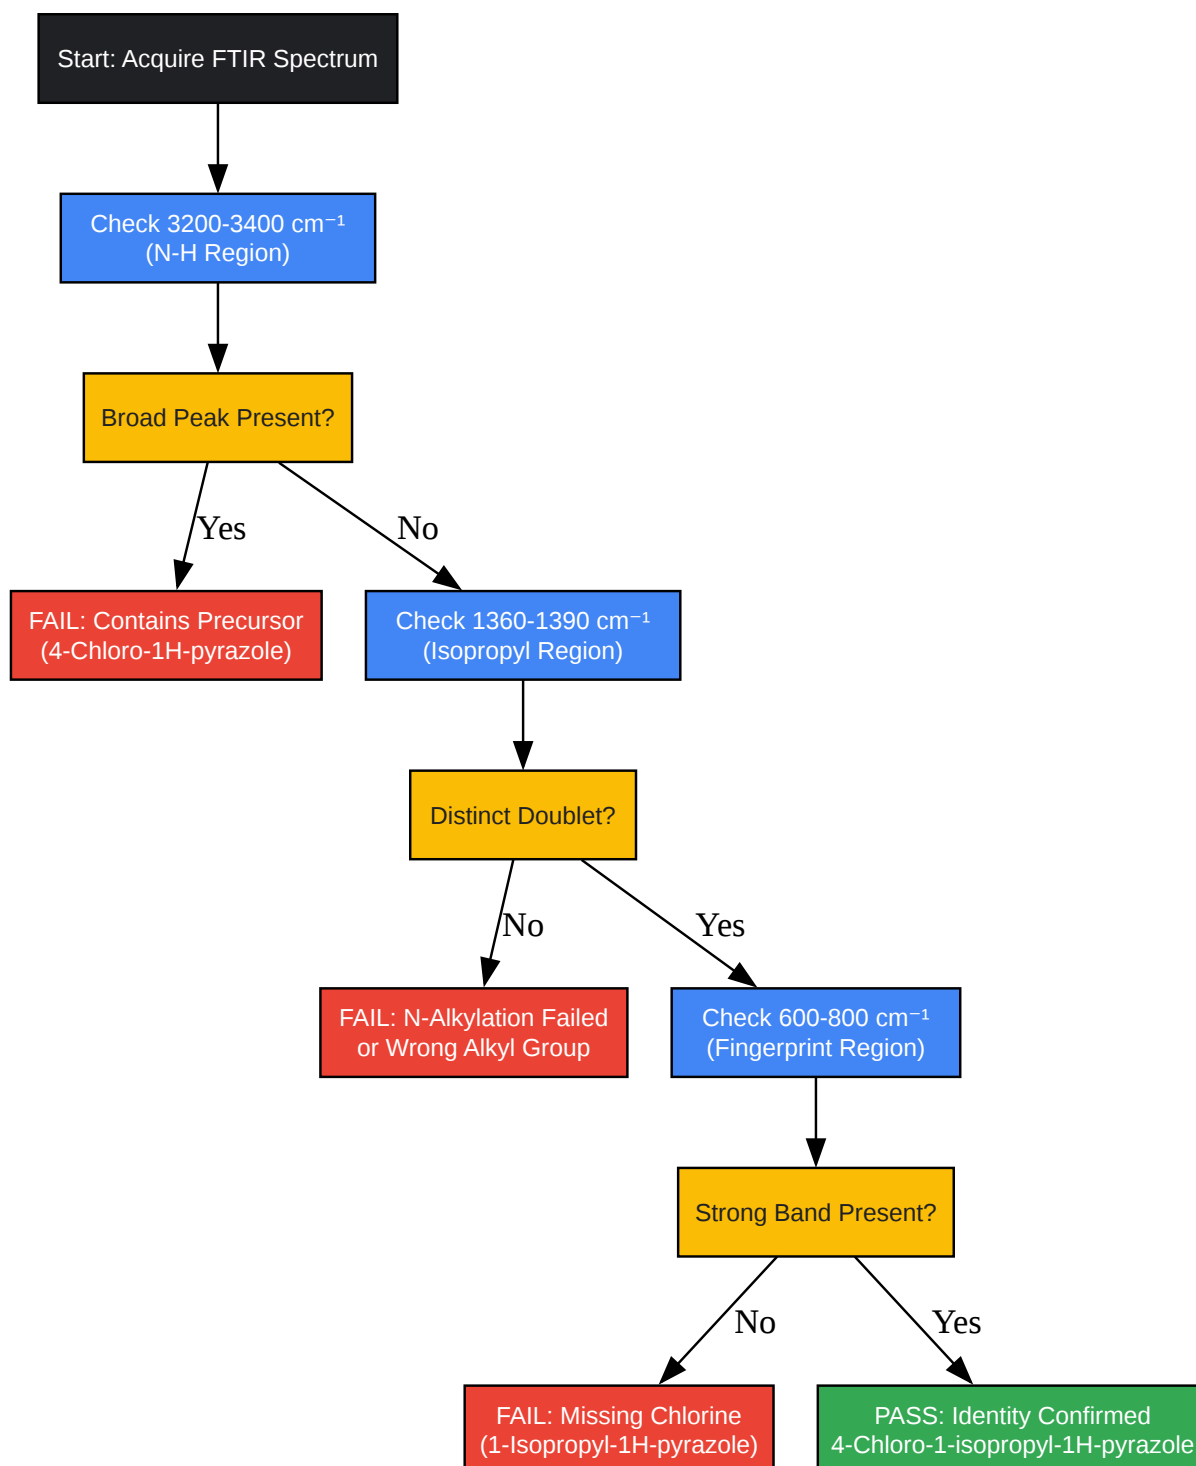 Start: Acquire FTIR Spectrum
Check 3200-3400 cm⁻¹
(N-H Region)
Broad Peak Present?
Yes
No
FAIL: Contains Precursor
(4-Chloro-1H-pyrazole)
Check 1360-1390 cm⁻¹
(Isopropyl Region)
Distinct Doublet?
No
Yes
FAIL: N-Alkylation Failed
or Wrong Alkyl Group
Check 600-800 cm⁻¹
(Fingerprint Region)
Strong Band Present?
No
Yes
FAIL: Missing Chlorine
(1-Isopropyl-1H-pyrazole)
PASS: Identity Confirmed
4-Chloro-1-isopropyl-1H-pyrazole